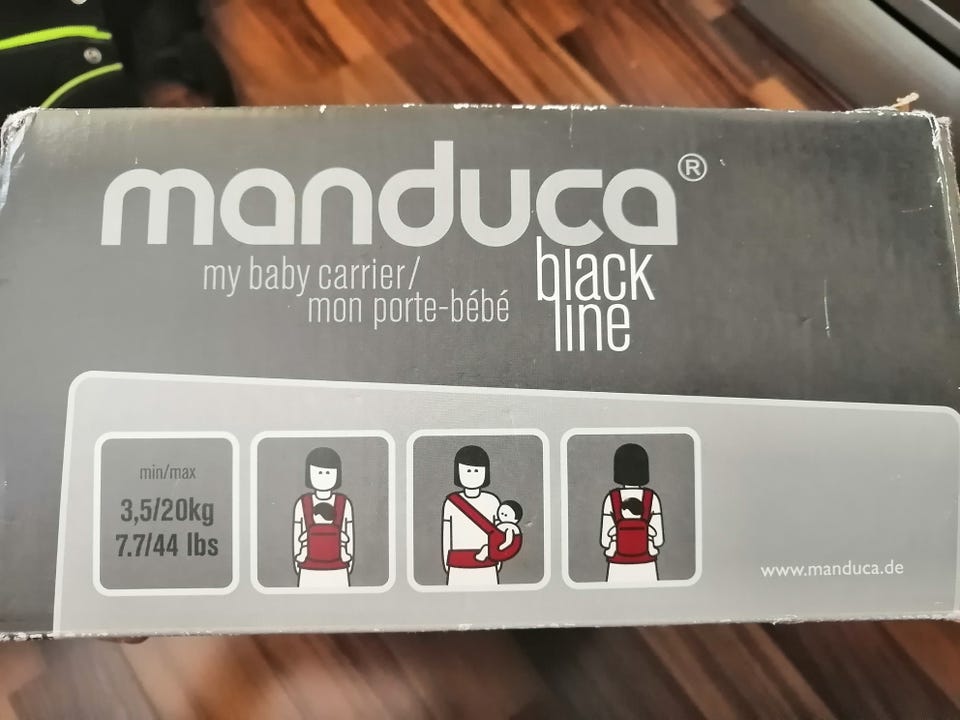 manduca®
my baby carrier/
mon porte-bébé
black
line
min/max
3,5/20kg
7.7/44 lbs
www.manduca.de